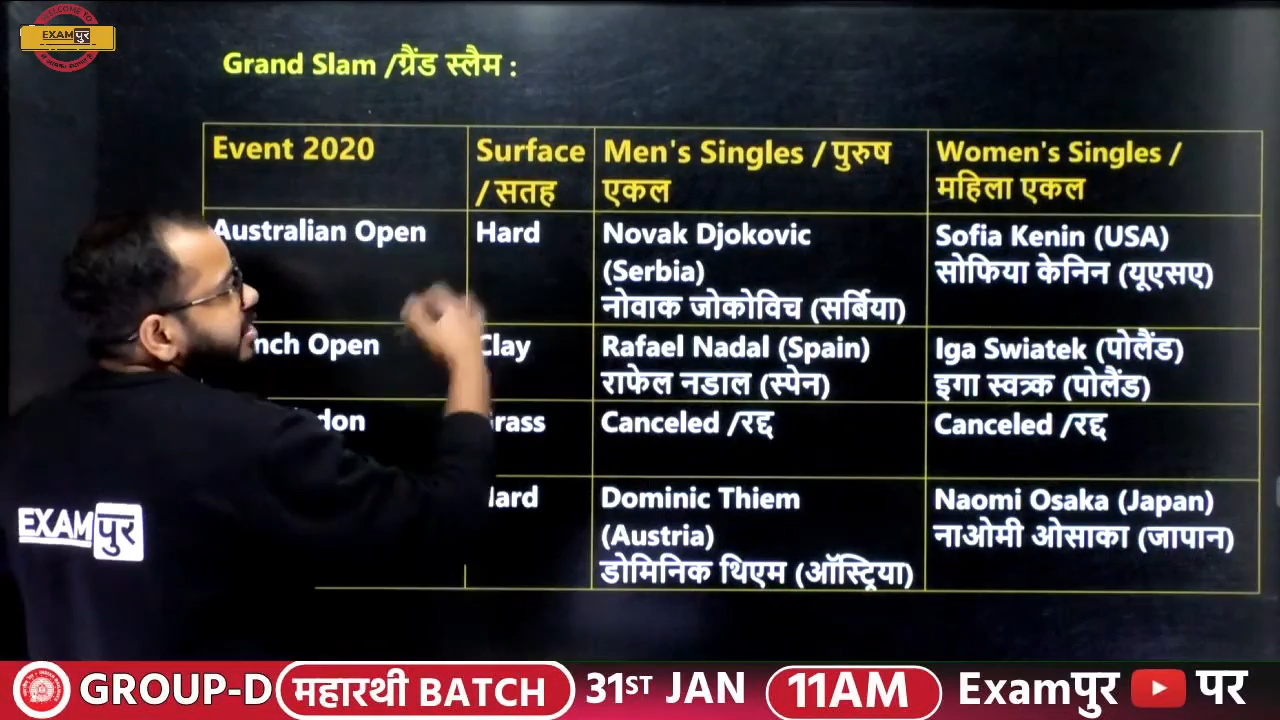 WELCOME TO
EXAMपुर
Grand Slam /ग्रैंड स्लैम :
Event 2020
Surface
/ सतह
Men's Singles / पुरुष
एकल
Women's Singles /
महिला एकल
Australian Open
Hard
Novak Djokovic
(Serbia)
नोवाक जोकोविच (सर्बिया)
Sofia Kenin (USA)
सोफिया केनिन (यूएसए)
nch Open
Clay
Rafael Nadal (Spain)
राफेल नडाल (स्पेन)
Iga Swiatek (पोलैंड)
इगा स्वत्र्क (पोलैंड)
don
rass
Canceled /रद्द
Canceled /रद्द
ard
Dominic Thiem
(Austria)
डोमिनिक थिएम (ऑस्ट्रिया)
Naomi Osaka (Japan)
नाओमी ओसाका (जापान)
EXAMपुर
GROUP-D महारथी BATCH 31ST JAN 11AM Examपुर पर